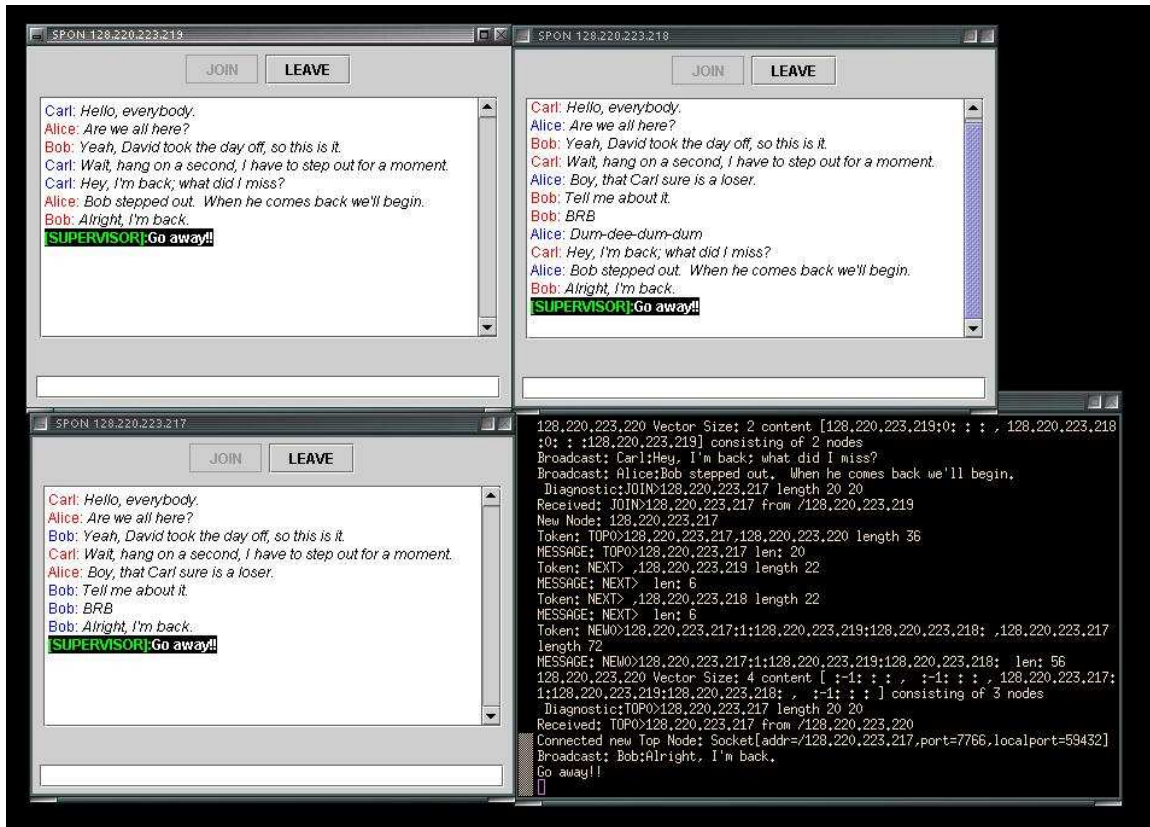 SPON 128.220.223.219
JOIN LEAVE
Carl: Hello, everybody.
Alice: Are we all here?
Bob: Yeah, David took the day off, so this is it.
Carl: Wait, hang on a second, I have to step out for a moment.
Carl: Hey, I'm back; what did I miss?
Alice: Bob stepped out.  When he comes back we'll begin.
Bob: Alright, I'm back.
[SUPERVISOR]:Go away!!
SPON 128.220.223.218
JOIN LEAVE
Carl: Hello, everybody.
Alice: Are we all here?
Bob: Yeah, David took the day off, so this is it.
Carl: Wait, hang on a second, I have to step out for a moment.
Alice: Boy, that Carl sure is a loser.
Bob: Tell me about it.
Bob: BRB
Alice: Dum-dee-dum-dum
Carl: Hey, I'm back; what did I miss?
Alice: Bob stepped out.  When he comes back we'll begin.
Bob: Alright, I'm back.
[SUPERVISOR]:Go away!!
SPON 128.220.223.217
JOIN LEAVE
Carl: Hello, everybody.
Alice: Are we all here?
Bob: Yeah, David took the day off, so this is it.
Carl: Wait, hang on a second, I have to step out for a moment.
Alice: Boy, that Carl sure is a loser.
Bob: Tell me about it.
Bob: BRB
Bob: Alright, I'm back.
[SUPERVISOR]:Go away!!
128.220.223.220 Vector Size: 2 content [128.220.223.219:0: : : , 128.220.223.218
:0: : :128.220.223.219] consisting of 2 nodes
Broadcast: Carl:Hey, I'm back; what did I miss?
Broadcast: Alice:Bob stepped out.  When he comes back we'll begin.
Diagnostic:JOIN>128.220.223.217 length 20 20
Received: JOIN>128.220.223.217 from /128.220.223.219
New Node: 128.220.223.217
Token: TOPO>128.220.223.217,128.220.223.220 length 36
MESSAGE: TOPO>128.220.223.217 len: 20
Token: NEXT> ,128.220.223.219 length 22
MESSAGE: NEXT>  len: 6
Token: NEXT> ,128.220.223.218 length 22
MESSAGE: NEXT>  len: 6
Token: NEWO>128.220.223.217:1:128.220.223.219:128.220.223.218: ,128.220.223.217
length 72
MESSAGE: NEWO>128.220.223.217:1:128.220.223.219:128.220.223.218:  len: 56
128.220.223.220 Vector Size: 4 content [ :-1: : : ,  :-1: : : , 128.220.223.217:
1:128.220.223.219:128.220.223.218: ,  :-1: : : ] consisting of 3 nodes
Diagnostic:TOPO>128.220.223.217 length 20 20
Received: TOPO>128.220.223.217 from /128.220.223.220
Connected new Top Node: Socket[addr=/128.220.223.217,port=7766,localport=59432]
Broadcast: Bob:Alright, I'm back.
Go away!!